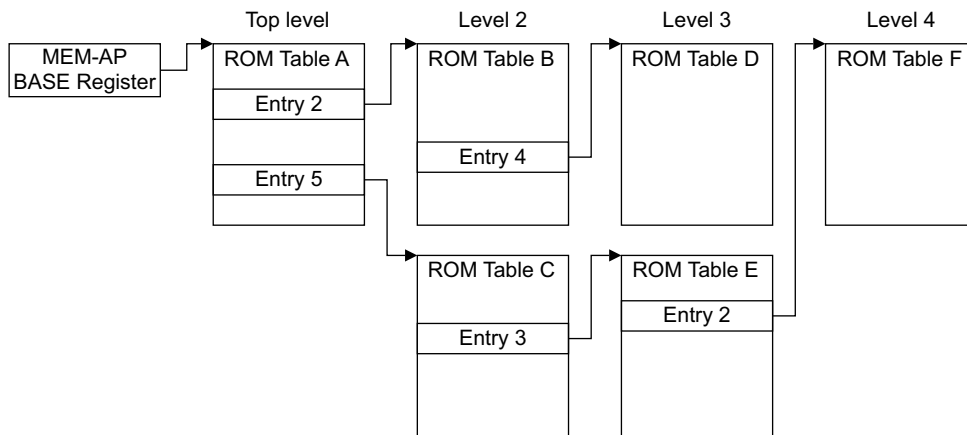 Top level
Level 2
Level 3
Level 4
MEM-AP
BASE Register
ROM Table A
Entry 2
Entry 5
ROM Table B
Entry 4
ROM Table D
ROM Table F
ROM Table C
Entry 3
ROM Table E
Entry 2